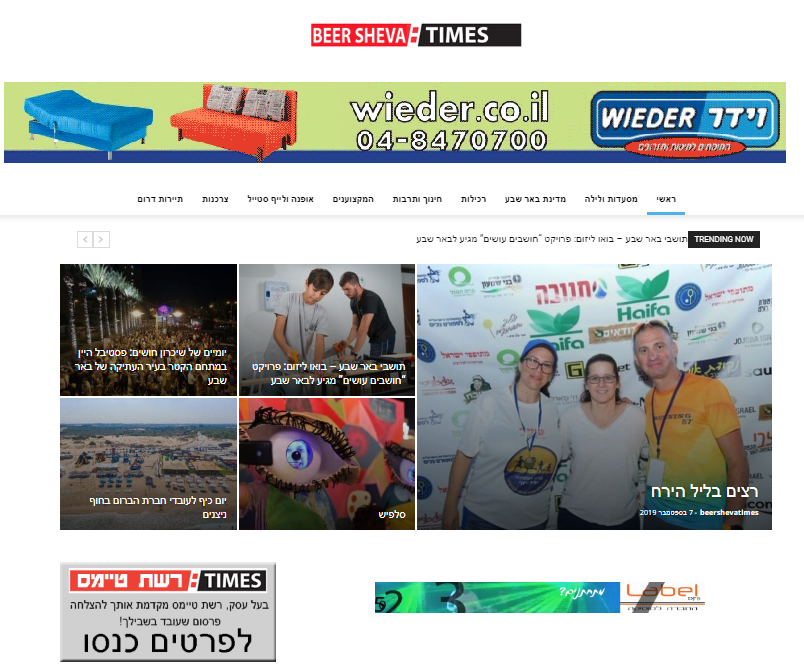 BEER SHEVA:TIMES
wieder.co.il
04-8470700
WIEDER וידר
ראשי
מסעדות ולילה
מדינת באר שבע
רכילות
חינוך ותרבות
המקצוענים
אופנה ולייף סטייל
צרכנות
תיירות דרום
TRENDING NOW
תושבי באר שבע – בואו ליזום: פרויקט "חושבים עושים" מגיע לבאר שבע
חנובה
Haifa
Haifa
רצים בליל הירח
beershevatimes - 7 בספטמבר 2019
תושבי באר שבע – בואו ליזום: פרויקט
"חושבים עושים" מגיע לבאר שבע
יומיים של שיכרון חושים: פסטיבל היין
במתחם הקטר בעיר העתיקה של באר
שבע
סלפיש
יום כיף לעובדי חברת הברום בחוף
ניצנים
רשת טיימס:TIMES
בעל עסק, רשת טיימס מקדמת אותך להצלחה
פרסום שעובד בשבילך!
לפרטים כנסו
מתחתנים?
Label